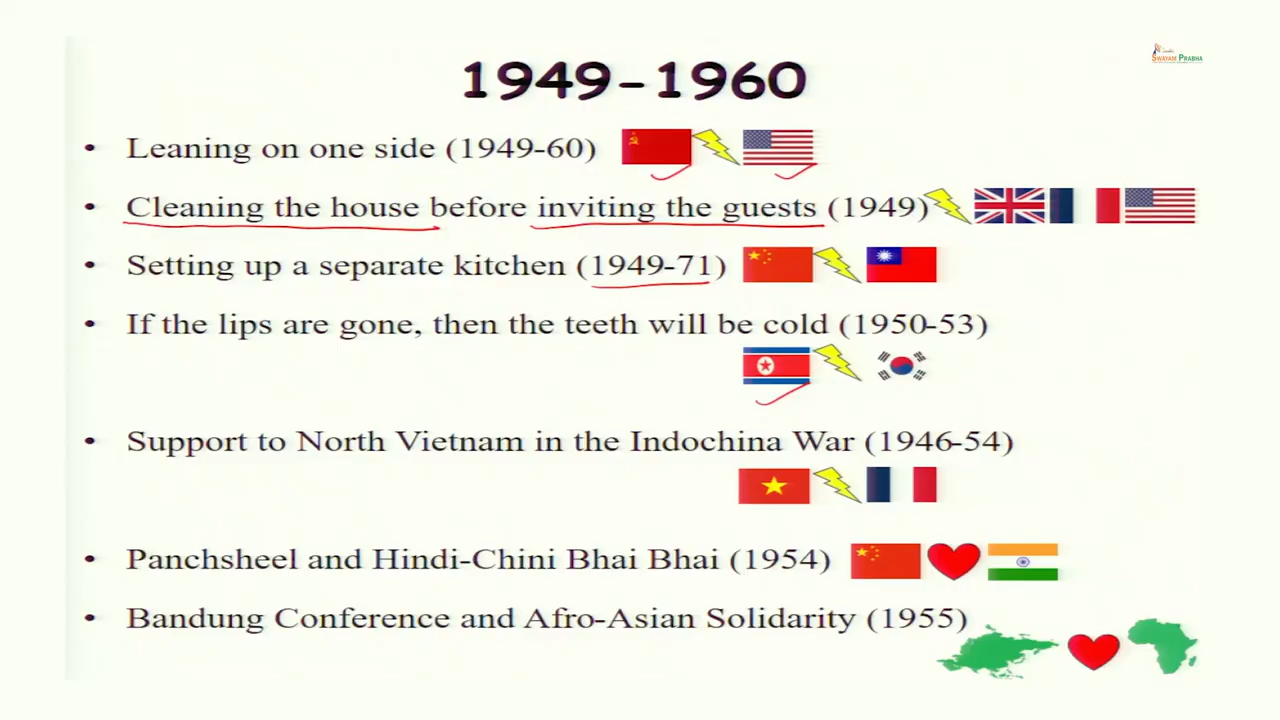 SWAYAM PRABHA
1949-1960
• Leaning on one side (1949-60)
• Cleaning the house before inviting the guests (1949)
• Setting up a separate kitchen (1949-71)
• If the lips are gone, then the teeth will be cold (1950-53)
• Support to North Vietnam in the Indochina War (1946-54)
• Panchsheel and Hindi-Chini Bhai Bhai (1954)
• Bandung Conference and Afro-Asian Solidarity (1955)